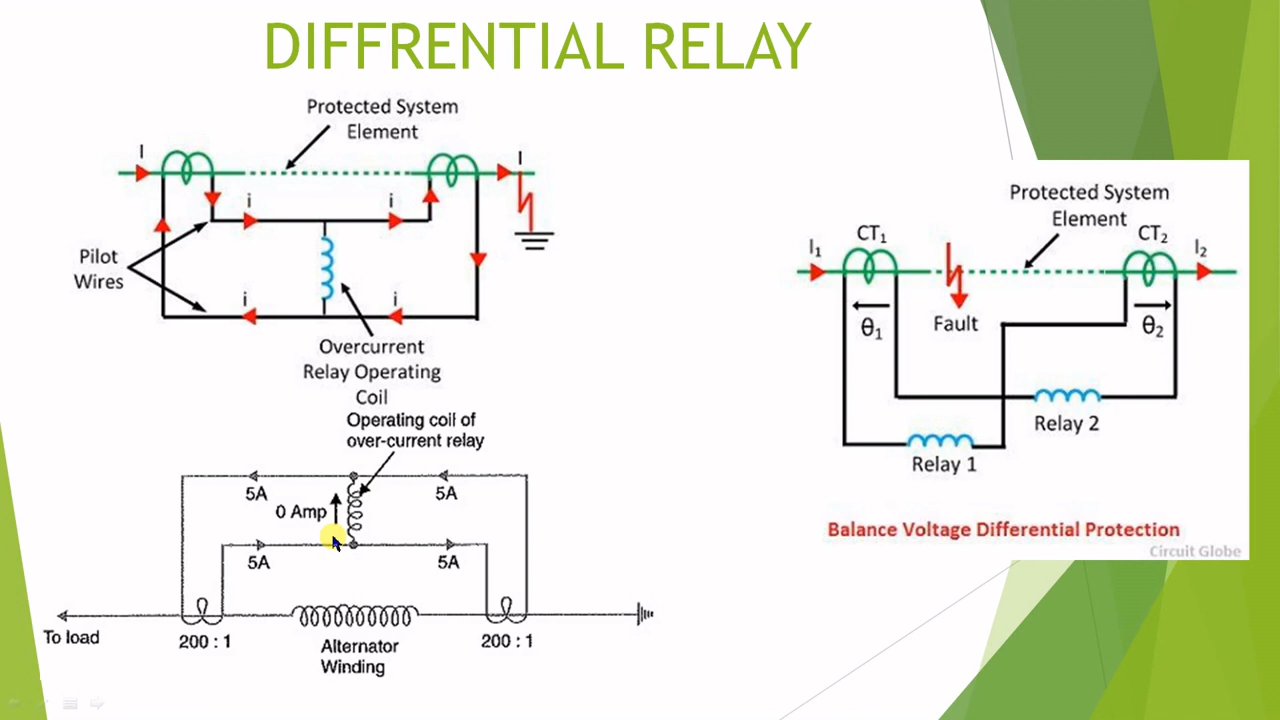 DIFFRENTIAL RELAY
Protected System
Element
I
I
i
i
Pilot
Wires
i
i
Overcurrent
Relay Operating
Coil
Operating coil of
over-current relay
5A
5A
0 Amp
5A
5A
To load
200 : 1
Alternator
Winding
200 : 1
Protected System
Element
CT₁
CT₂
I₁
I₂
Fault
θ₁
θ₂
Relay 2
Relay 1
Balance Voltage Differential Protection
Circuit Globe